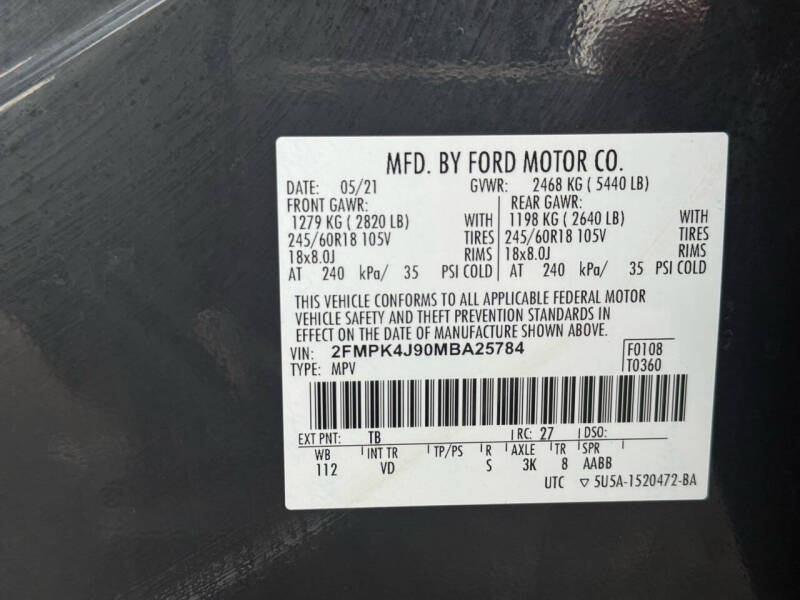 MFD. BY FORD MOTOR CO.
DATE: 05/21 GVWR: 2468 KG ( 5440 LB)
FRONT GAWR: REAR GAWR:
1279 KG ( 2820 LB) WITH 1198 KG ( 2640 LB) WITH
245/60R18 105V TIRES 245/60R18 105V TIRES
18x8.0J RIMS 18x8.0J RIMS
AT 240 kPa/ 35 PSI COLD AT 240 kPa/ 35 PSI COLD
THIS VEHICLE CONFORMS TO ALL APPLICABLE FEDERAL MOTOR
VEHICLE SAFETY AND THEFT PREVENTION STANDARDS IN
EFFECT ON THE DATE OF MANUFACTURE SHOWN ABOVE.
VIN: 2FMPK4J90MBA25784 F0108
TYPE: MPV T0360
EXT PNT: TB RC: 27 DSO:
WB INT TR TP/PS R AXLE TR SPR
112 VD S 3K 8 AABB
UTC ▽ 5U5A-1520472-BA